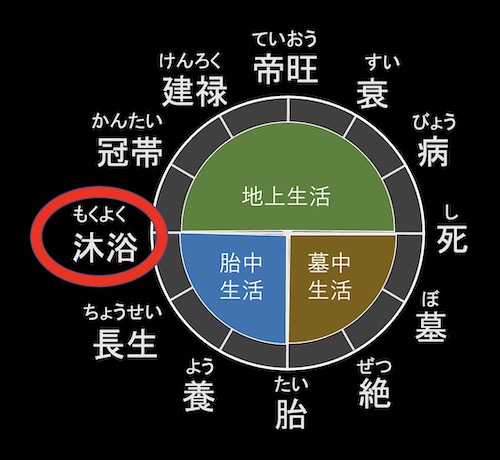 ていおう
帝旺
すい
衰
びょう
病
し
死
ぼ
墓
ぜつ
絶
たい
胎
よう
養
ちょうせい
長生
もくよく
沐浴
かんたい
冠帯
けんろく
建禄
地上生活
胎中
生活
墓中
生活